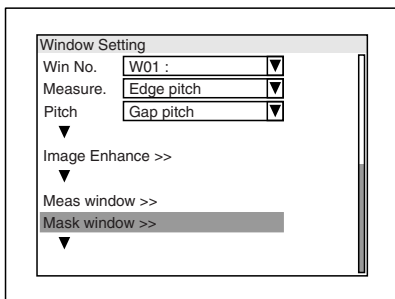 Window Setting
Win No. W01 :
Measure. Edge pitch
Pitch Gap pitch
Image Enhance >>
Meas window >>
Mask window >>